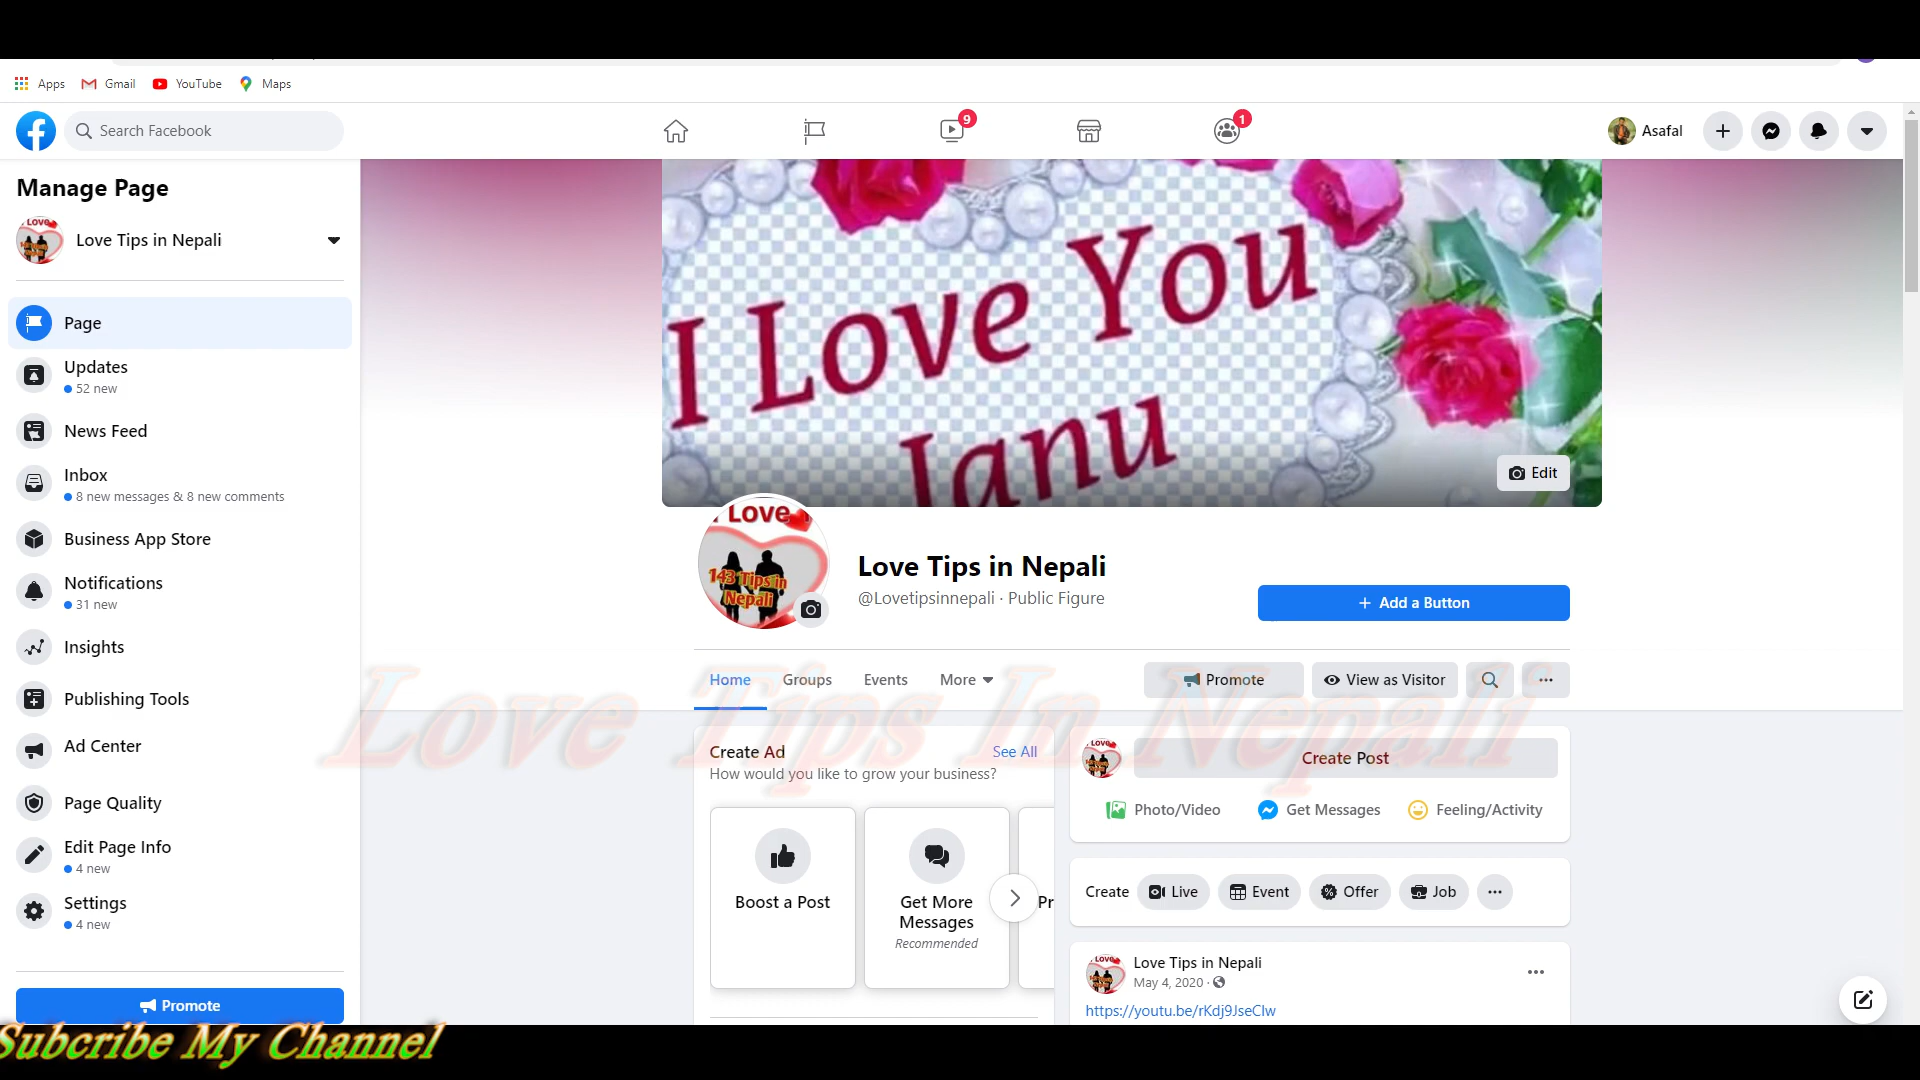 Apps Gmail YouTube Maps
Search Facebook
9
1
Asafal
Manage Page
Love Tips in Nepali
Page
Updates
52 new
News Feed
Inbox
8 new messages & 8 new comments
Business App Store
Notifications
31 new
Insights
Publishing Tools
Ad Center
Page Quality
Edit Page Info
4 new
Settings
4 new
Promote
I Love You
Janu
Edit
Love
143 Tips in
Nepali
Love Tips in Nepali
@Lovetipsinnepali · Public Figure
+ Add a Button
Home Groups Events More
Promote View as Visitor
Love Tips In Nepali
Create Ad See All
How would you like to grow your business?
Boost a Post
Get More
Messages
Recommended
Pr
Create Post
Photo/Video Get Messages Feeling/Activity
Create Live Event Offer Job
Love Tips in Nepali
May 4, 2020 ·
https://youtu.be/rKdj9JseCIw
Subcribe My Channel